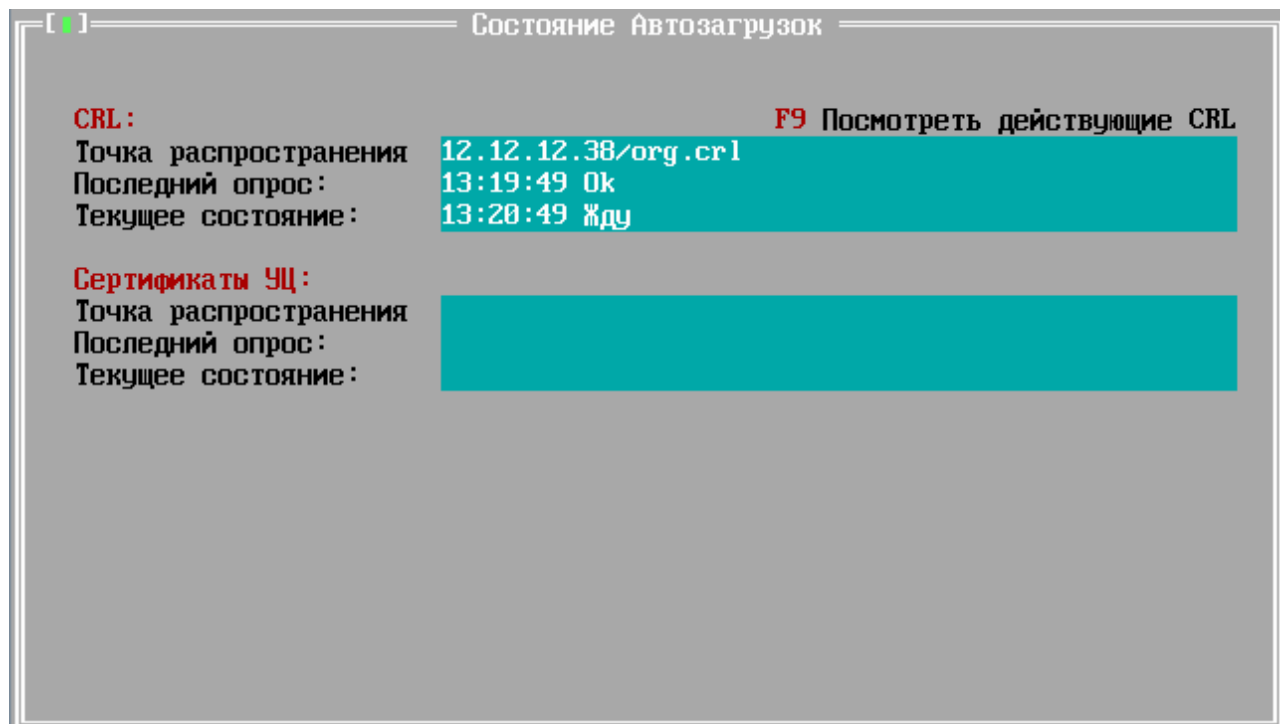 Состояние Автозагрузок
CRL: F9 Посмотреть действующие CRL
Точка распространения 12.12.12.38/org.crl
Последний опрос: 13:19:49 Ok
Текущее состояние: 13:20:49 Жду
Сертификаты УЦ:
Точка распространения
Последний опрос:
Текущее состояние: